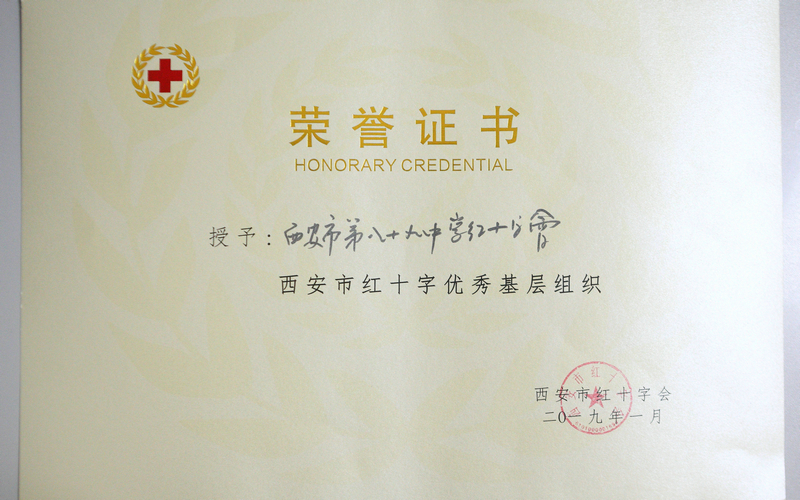 荣誉证书
HONORARY CREDENTIAL
授予：西安市第八十九中学红十字会
西安市红十字优秀基层组织
西安市红十字会
二〇一九年一月